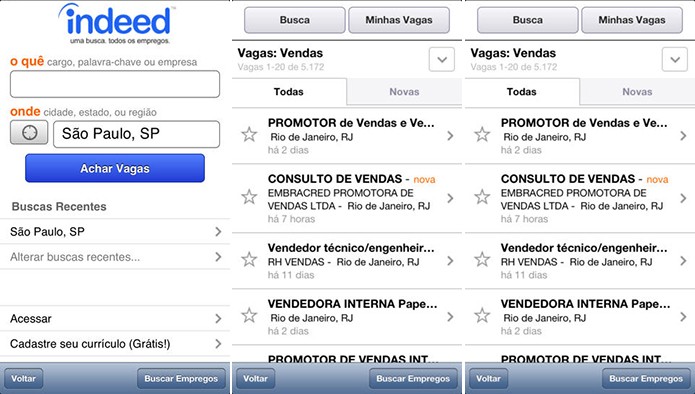 indeed
uma busca. todos os empregos.
o quê cargo, palavra-chave ou empresa
onde cidade, estado, ou região
São Paulo, SP
Achar Vagas
Buscas Recentes
São Paulo, SP
Alterar buscas recentes...
Acessar
Cadastre seu currículo (Grátis!)
Voltar
Buscar Empregos
Busca
Minhas Vagas
Vagas: Vendas
Vagas 1-20 de 5.172
Todas
Novas
PROMOTOR de Vendas e Ve...
Rio de Janeiro, RJ
há 2 dias
CONSULTO DE VENDAS - nova
EMBRACRED PROMOTORA DE
VENDAS LTDA - Rio de Janeiro, RJ
há 7 horas
Vendedor técnico/engenheir...
RH VENDAS - Rio de Janeiro, RJ
há 11 dias
VENDEDORA INTERNA Pape...
Rio de Janeiro, RJ
há 2 dias
PROMOTOR DE VENDAS INT...
Voltar
Buscar Empregos
Busca
Minhas Vagas
Vagas: Vendas
Vagas 1-20 de 5.172
Todas
Novas
PROMOTOR de Vendas e Ve...
Rio de Janeiro, RJ
há 2 dias
CONSULTO DE VENDAS - nova
EMBRACRED PROMOTORA DE
VENDAS LTDA - Rio de Janeiro, RJ
há 7 horas
Vendedor técnico/engenheir...
RH VENDAS - Rio de Janeiro, RJ
há 11 dias
VENDEDORA INTERNA Pape...
Rio de Janeiro, RJ
há 2 dias
PROMOTOR DE VENDAS INT...
Voltar
Buscar Empregos